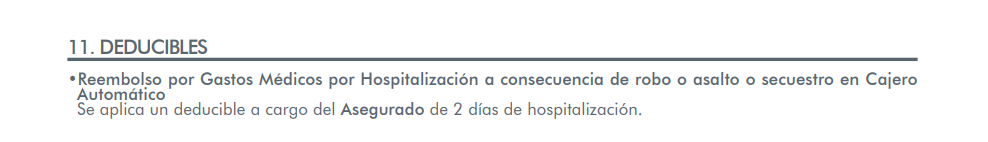 11. DEDUCIBLES
•Reembolso por Gastos Médicos por Hospitalización a consecuencia de robo o asalto o secuestro en Cajero
Automático
Se aplica un deducible a cargo del Asegurado de 2 días de hospitalización.